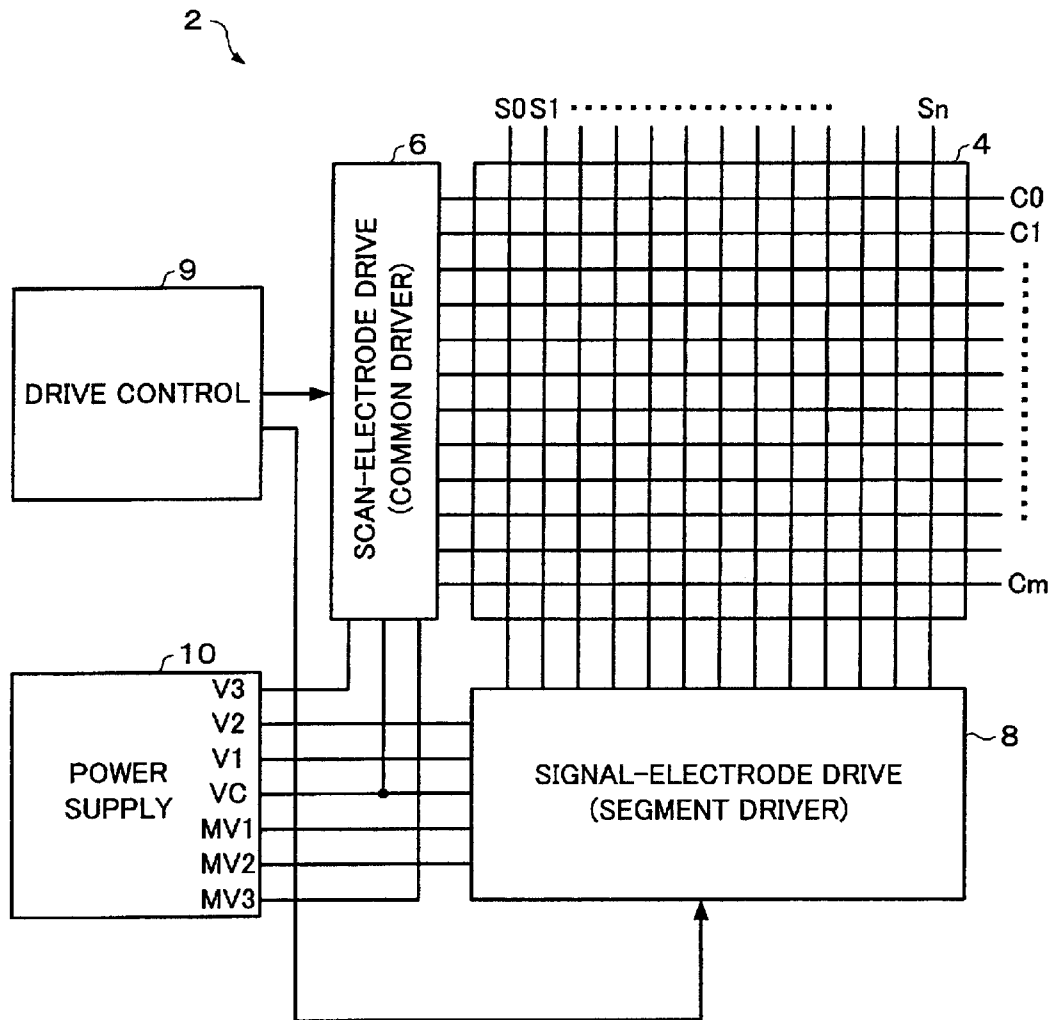 2
S0 S1 Sn
6
4
C0
C1
9
SCAN-ELECTRODE DRIVE
(COMMON DRIVER)
DRIVE CONTROL
Cm
10
V3
V2
V1
VC
MV1
MV2
MV3
POWER
SUPPLY
8
SIGNAL-ELECTRODE DRIVE
(SEGMENT DRIVER)